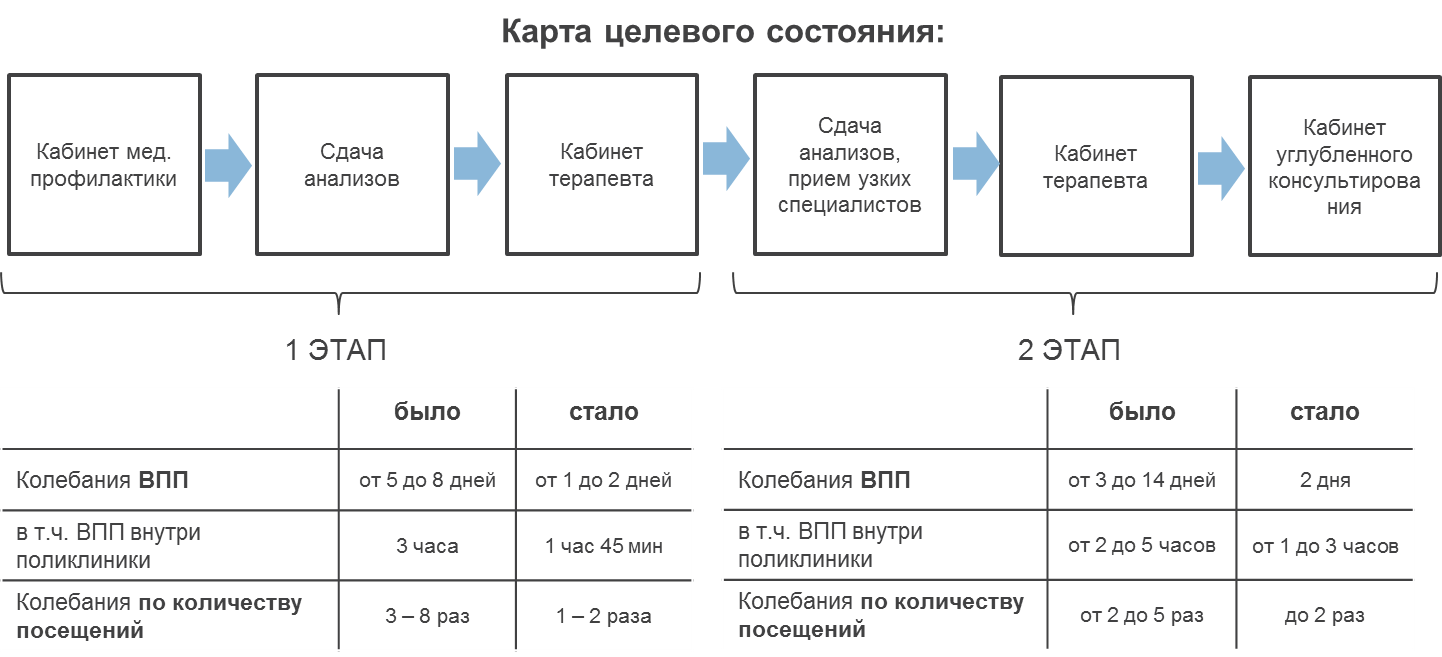 Карта целевого состояния:
Кабинет мед.
профилактики
Сдача
анализов
Кабинет
терапевта
Сдача
анализов,
прием узких
специалистов
Кабинет
терапевта
Кабинет
углубленного
консультирова
ния
1 ЭТАП
2 ЭТАП
было стало
Колебания ВПП от 5 до 8 дней от 1 до 2 дней
в т.ч. ВПП внутри
поликлиники 3 часа 1 час 45 мин
Колебания по количеству
посещений 3 – 8 раз 1 – 2 раза
было стало
Колебания ВПП от 3 до 14 дней 2 дня
в т.ч. ВПП внутри
поликлиники от 2 до 5 часов от 1 до 3 часов
Колебания по количеству
посещений от 2 до 5 раз до 2 раз